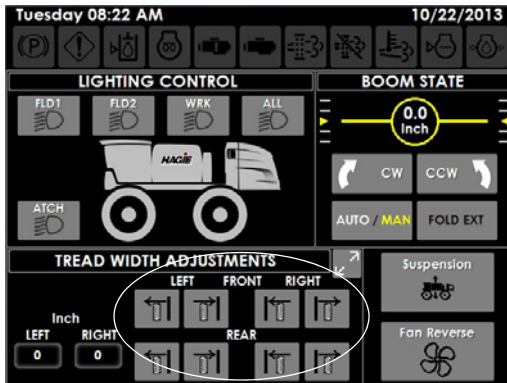 Tuesday 08:22 AM 10/22/2013
(P)
LIGHTING CONTROL
FLD1 FLD2 WRK ALL
HAGIE
ATCH
BOOM STATE
0.0
Inch
CW CCW
AUTO / MAN FOLD EXT
TREAD WIDTH ADJUSTMENTS
LEFT FRONT RIGHT
Inch
LEFT RIGHT
REAR
0 0
Suspension
Fan Reverse